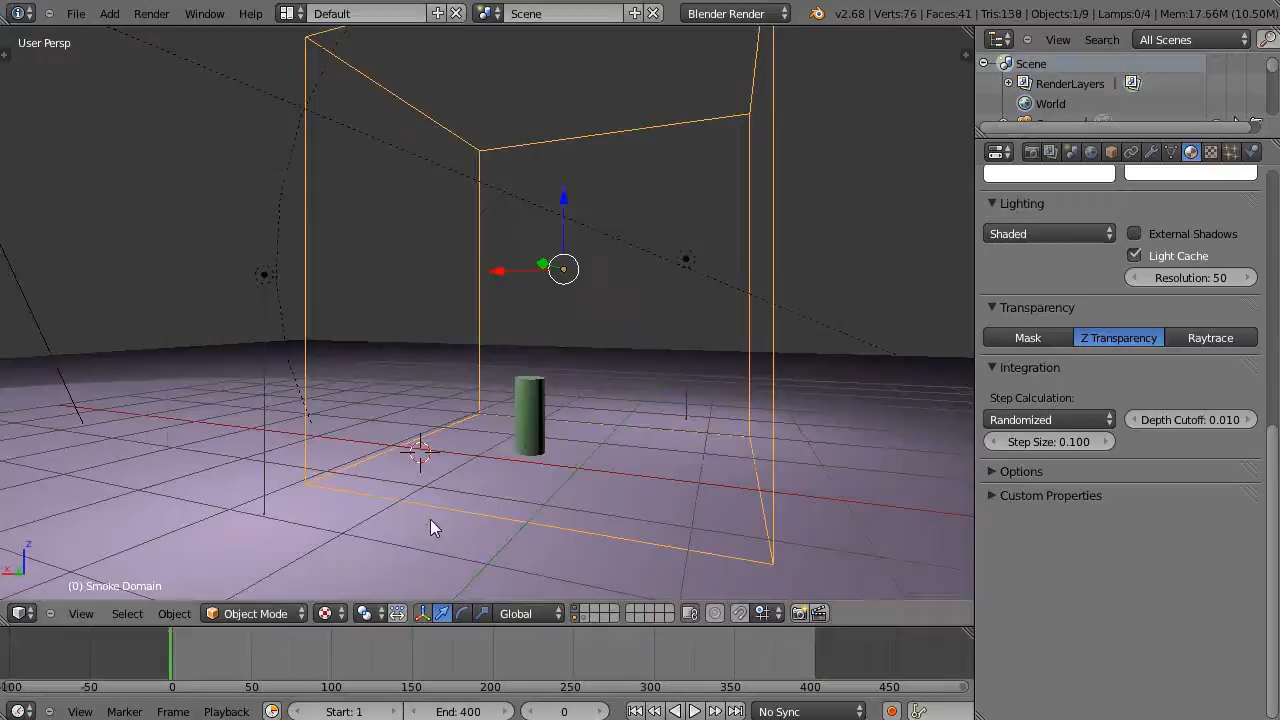 File Add Render Window Help Default Scene Blender Render v2.68 | Verts:76 | Faces:41 | Tris:138 | Objects:1/9 | Lamps:0/4 | Mem:17.66M (10.50M)
User Persp
View Search All Scenes
Scene
RenderLayers |
World
Lighting
Shaded External Shadows
Light Cache
Resolution: 50
Transparency
Mask Z Transparency Raytrace
Integration
Step Calculation:
Randomized Depth Cutoff: 0.010
Step Size: 0.100
Options
Custom Properties
z
x
(0) Smoke Domain
View Select Object Object Mode Global
-100 -50 0 50 100 150 200 250 300 350 400 450
View Marker Frame Playback Start: 1 End: 400 0 No Sync